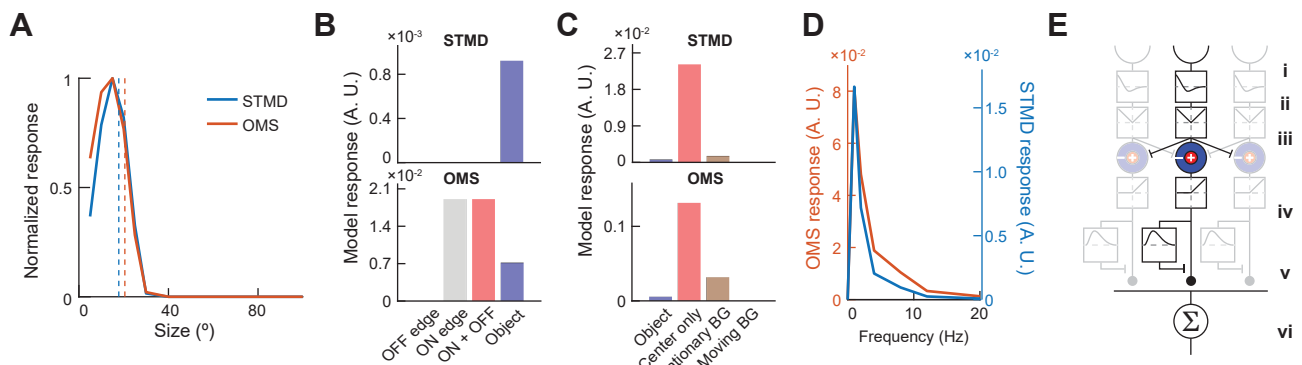 A
Normalized response
1
0.5
0
0
40
80
Size (º)
STMD
OMS
B
×10⁻³
STMD
0.8
0.4
0
Model response (A. U.)
×10⁻²
OMS
2.1
1.4
0.7
0
OFF edge
ON edge
ON + OFF
Object
C
×10⁻²
STMD
2.7
1.8
0.9
0
Model response (A. U.)
OMS
0.1
0
Object
Center only
tionary BG
Moving BG
D
×10⁻²
8
6
4
2
0
OMS response (A. U.)
×10⁻²
1.5
1.0
0.5
0
STMD response (A. U.)
0
10
20
Frequency (Hz)
E
i
ii
iii
iv
v
vi
+
+
+
Σ